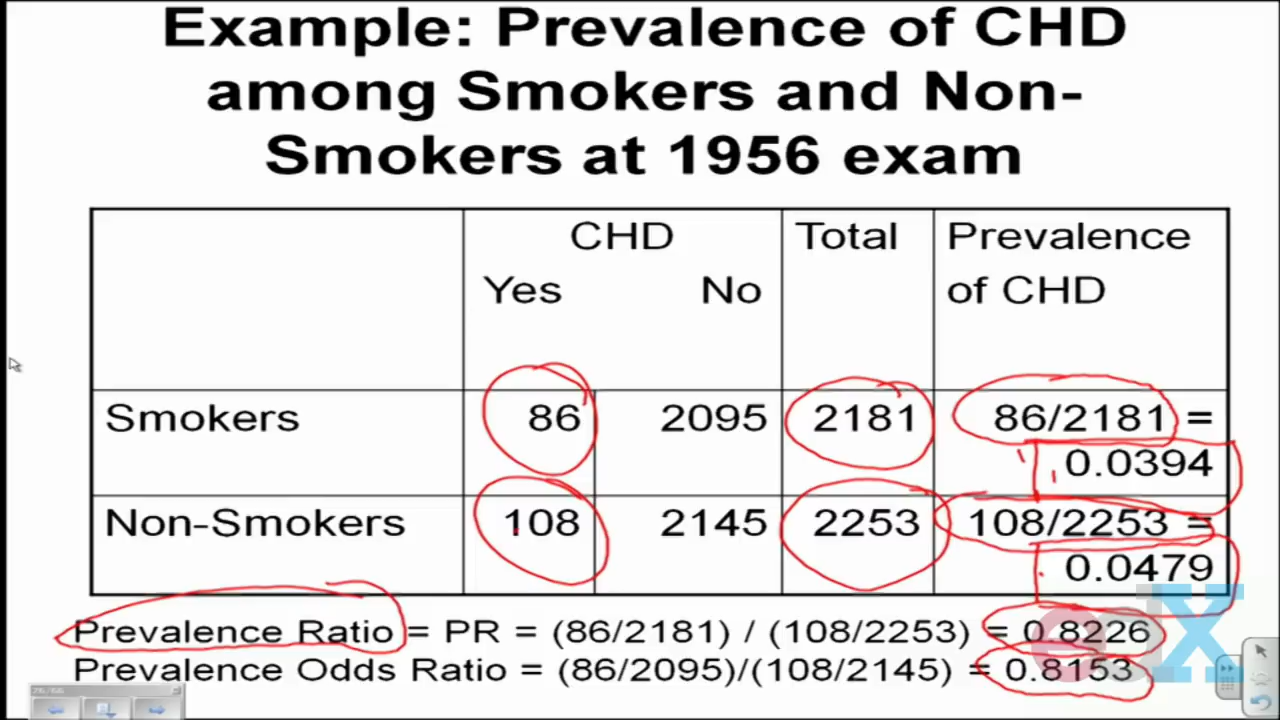 Example: Prevalence of CHD
among Smokers and Non-
Smokers at 1956 exam
CHD Total Prevalence
Yes No of CHD
Smokers 86 2095 2181 86/2181 =
0.0394
Non-Smokers 108 2145 2253 108/2253 =
0.0479
Prevalence Ratio = PR = (86/2181) / (108/2253) = 0.8226
Prevalence Odds Ratio = (86/2095)/(108/2145) = 0.8153
edX